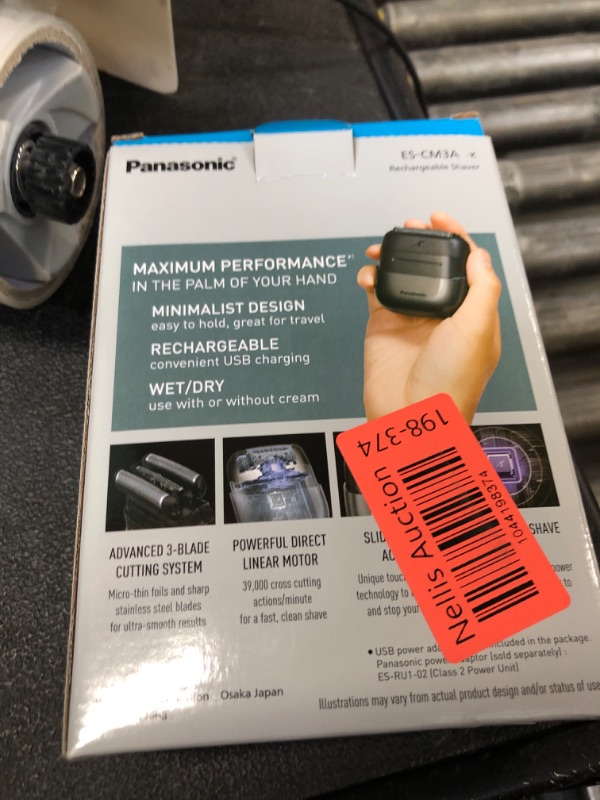 Panasonic
ES-CM3A
Rechargeable Shaver
MAXIMUM PERFORMANCE*¹
IN THE PALM OF YOUR HAND
MINIMALIST DESIGN
easy to hold, great for travel
RECHARGEABLE
convenient USB charging
WET/DRY
use with or without cream
Panasonic
198-374
Nellis Auction
1044198374
ADVANCED 3-BLADE
CUTTING SYSTEM
Micro-thin foils and sharp
stainless steel blades
for ultra-smooth results
POWERFUL DIRECT
LINEAR MOTOR
39,000 cross cutting
actions/minute
for a fast, clean shave
SHAVE
Unique
technology to
and stop your
power
to
• USB power included in the package.
Panasonic (sold separately) :
ES-RU1-02 (Class 2 Power Unit)
Osaka Japan
Illustrations may vary from actual product design and/or status of use